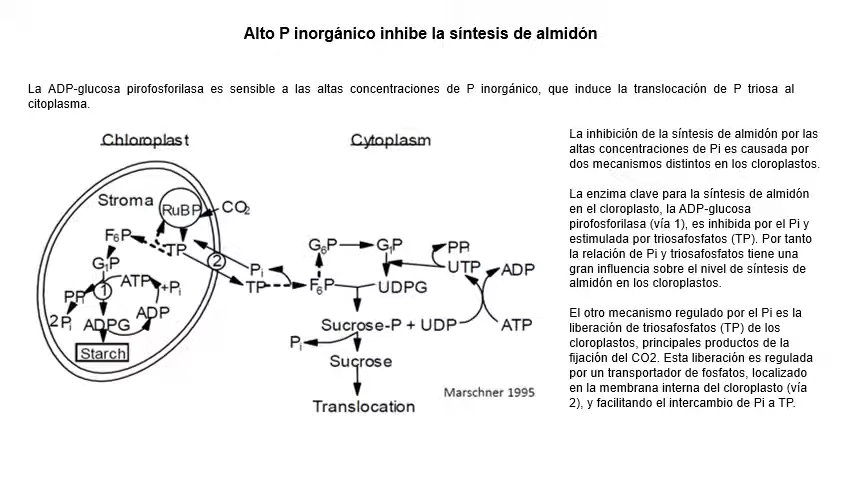 Alto P inorgánico inhibe la síntesis de almidón
La ADP-glucosa pirofosforilasa es sensible a las altas concentraciones de P inorgánico, que induce la translocación de P triosa al
citoplasma.
Chloroplast
Cytoplasm
Stroma
RuBP
CO2
F6P
TP
2
G1P
ATP
+Pi
PPi
1
2Pi
ADPG
ADP
Starch
Pi
TP
G6P
G1P
F6P
UDPG
PPi
UTP
ADP
ATP
Sucrose-P + UDP
Pi
Sucrose
Translocation
Marschner 1995
La inhibición de la síntesis de almidón por las
altas concentraciones de Pi es causada por
dos mecanismos distintos en los cloroplastos.
La enzima clave para la síntesis de almidón
en el cloroplasto, la ADP-glucosa
pirofosforilasa (vía 1), es inhibida por el Pi y
estimulada por triosafosfatos (TP). Por tanto
la relación de Pi y triosafosfatos tiene una
gran influencia sobre el nivel de síntesis de
almidón en los cloroplastos.
El otro mecanismo regulado por el Pi es la
liberación de triosafosfatos (TP) de los
cloroplastos, principales productos de la
fijación del CO2. Esta liberación es regulada
por un transportador de fosfatos, localizado
en la membrana interna del cloroplasto (vía
2), y facilitando el intercambio de Pi a TP.